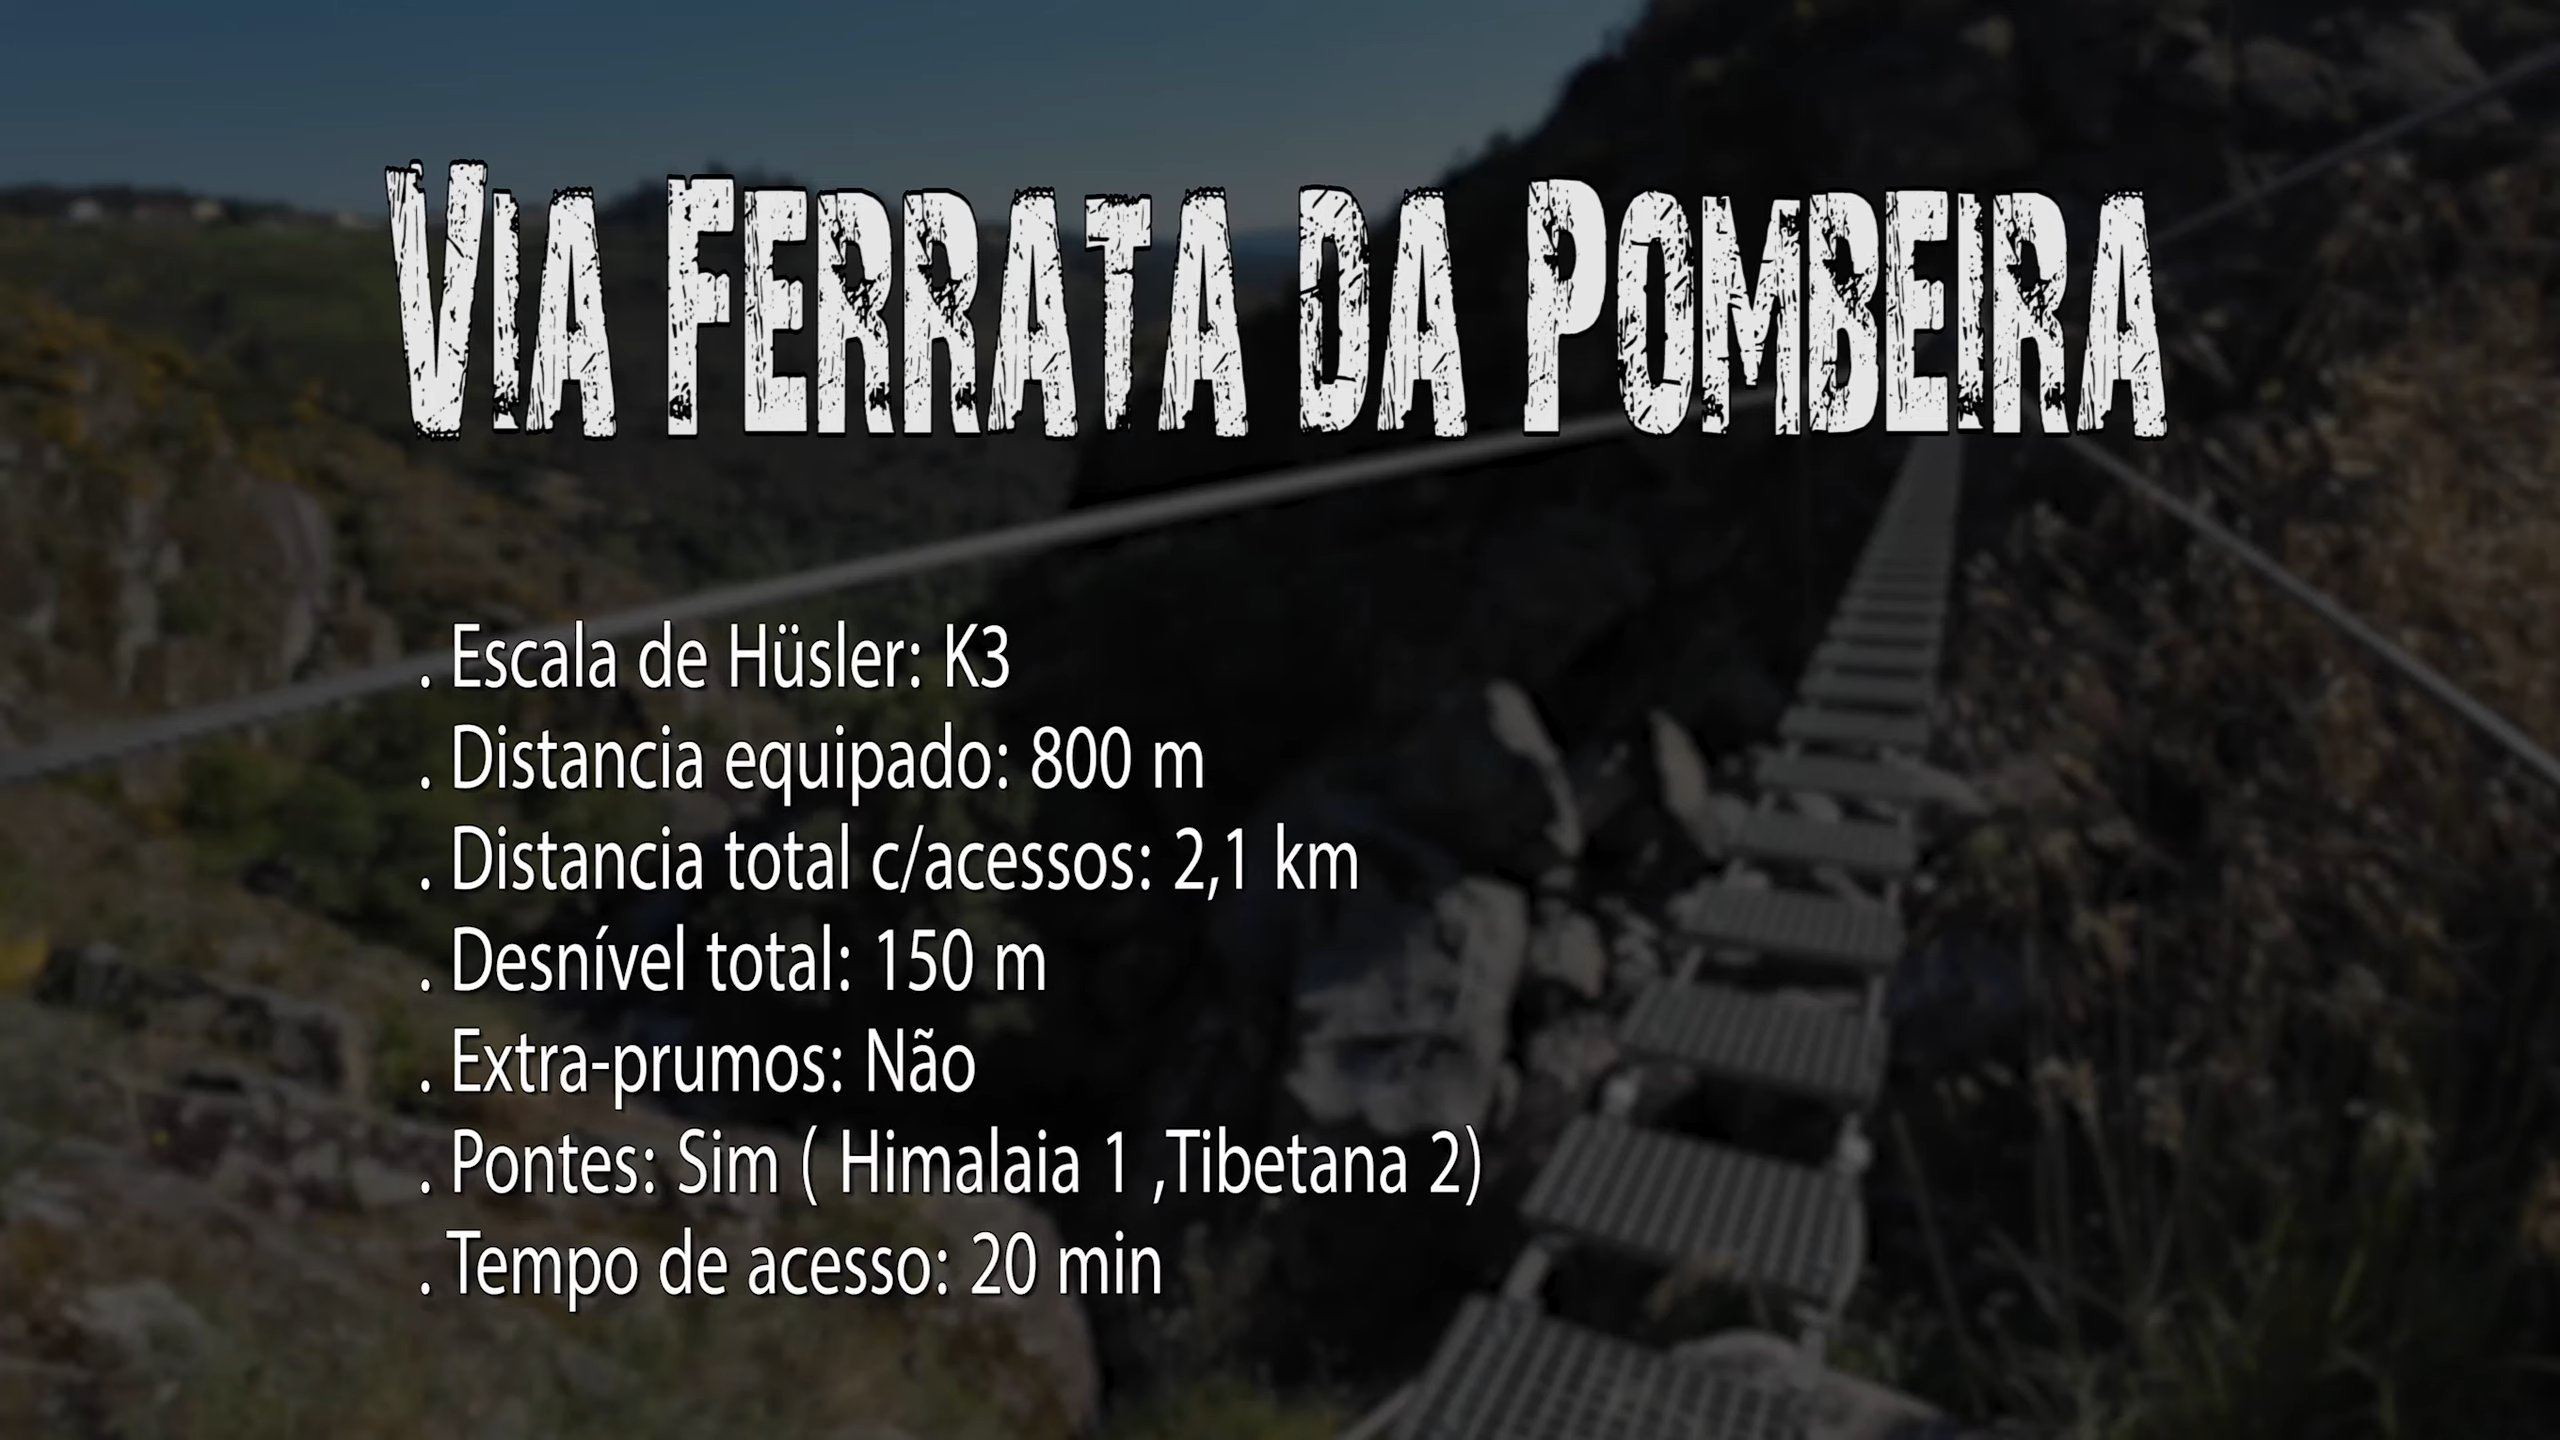 VIA FERRATA DA POMBEIRA
. Escala de Hüsler: K3
. Distancia equipado: 800 m
. Distancia total c/acessos: 2,1 km
. Desnível total: 150 m
. Extra-prumos: Não
. Pontes: Sim ( Himalaia 1 ,Tibetana 2)
. Tempo de acesso: 20 min